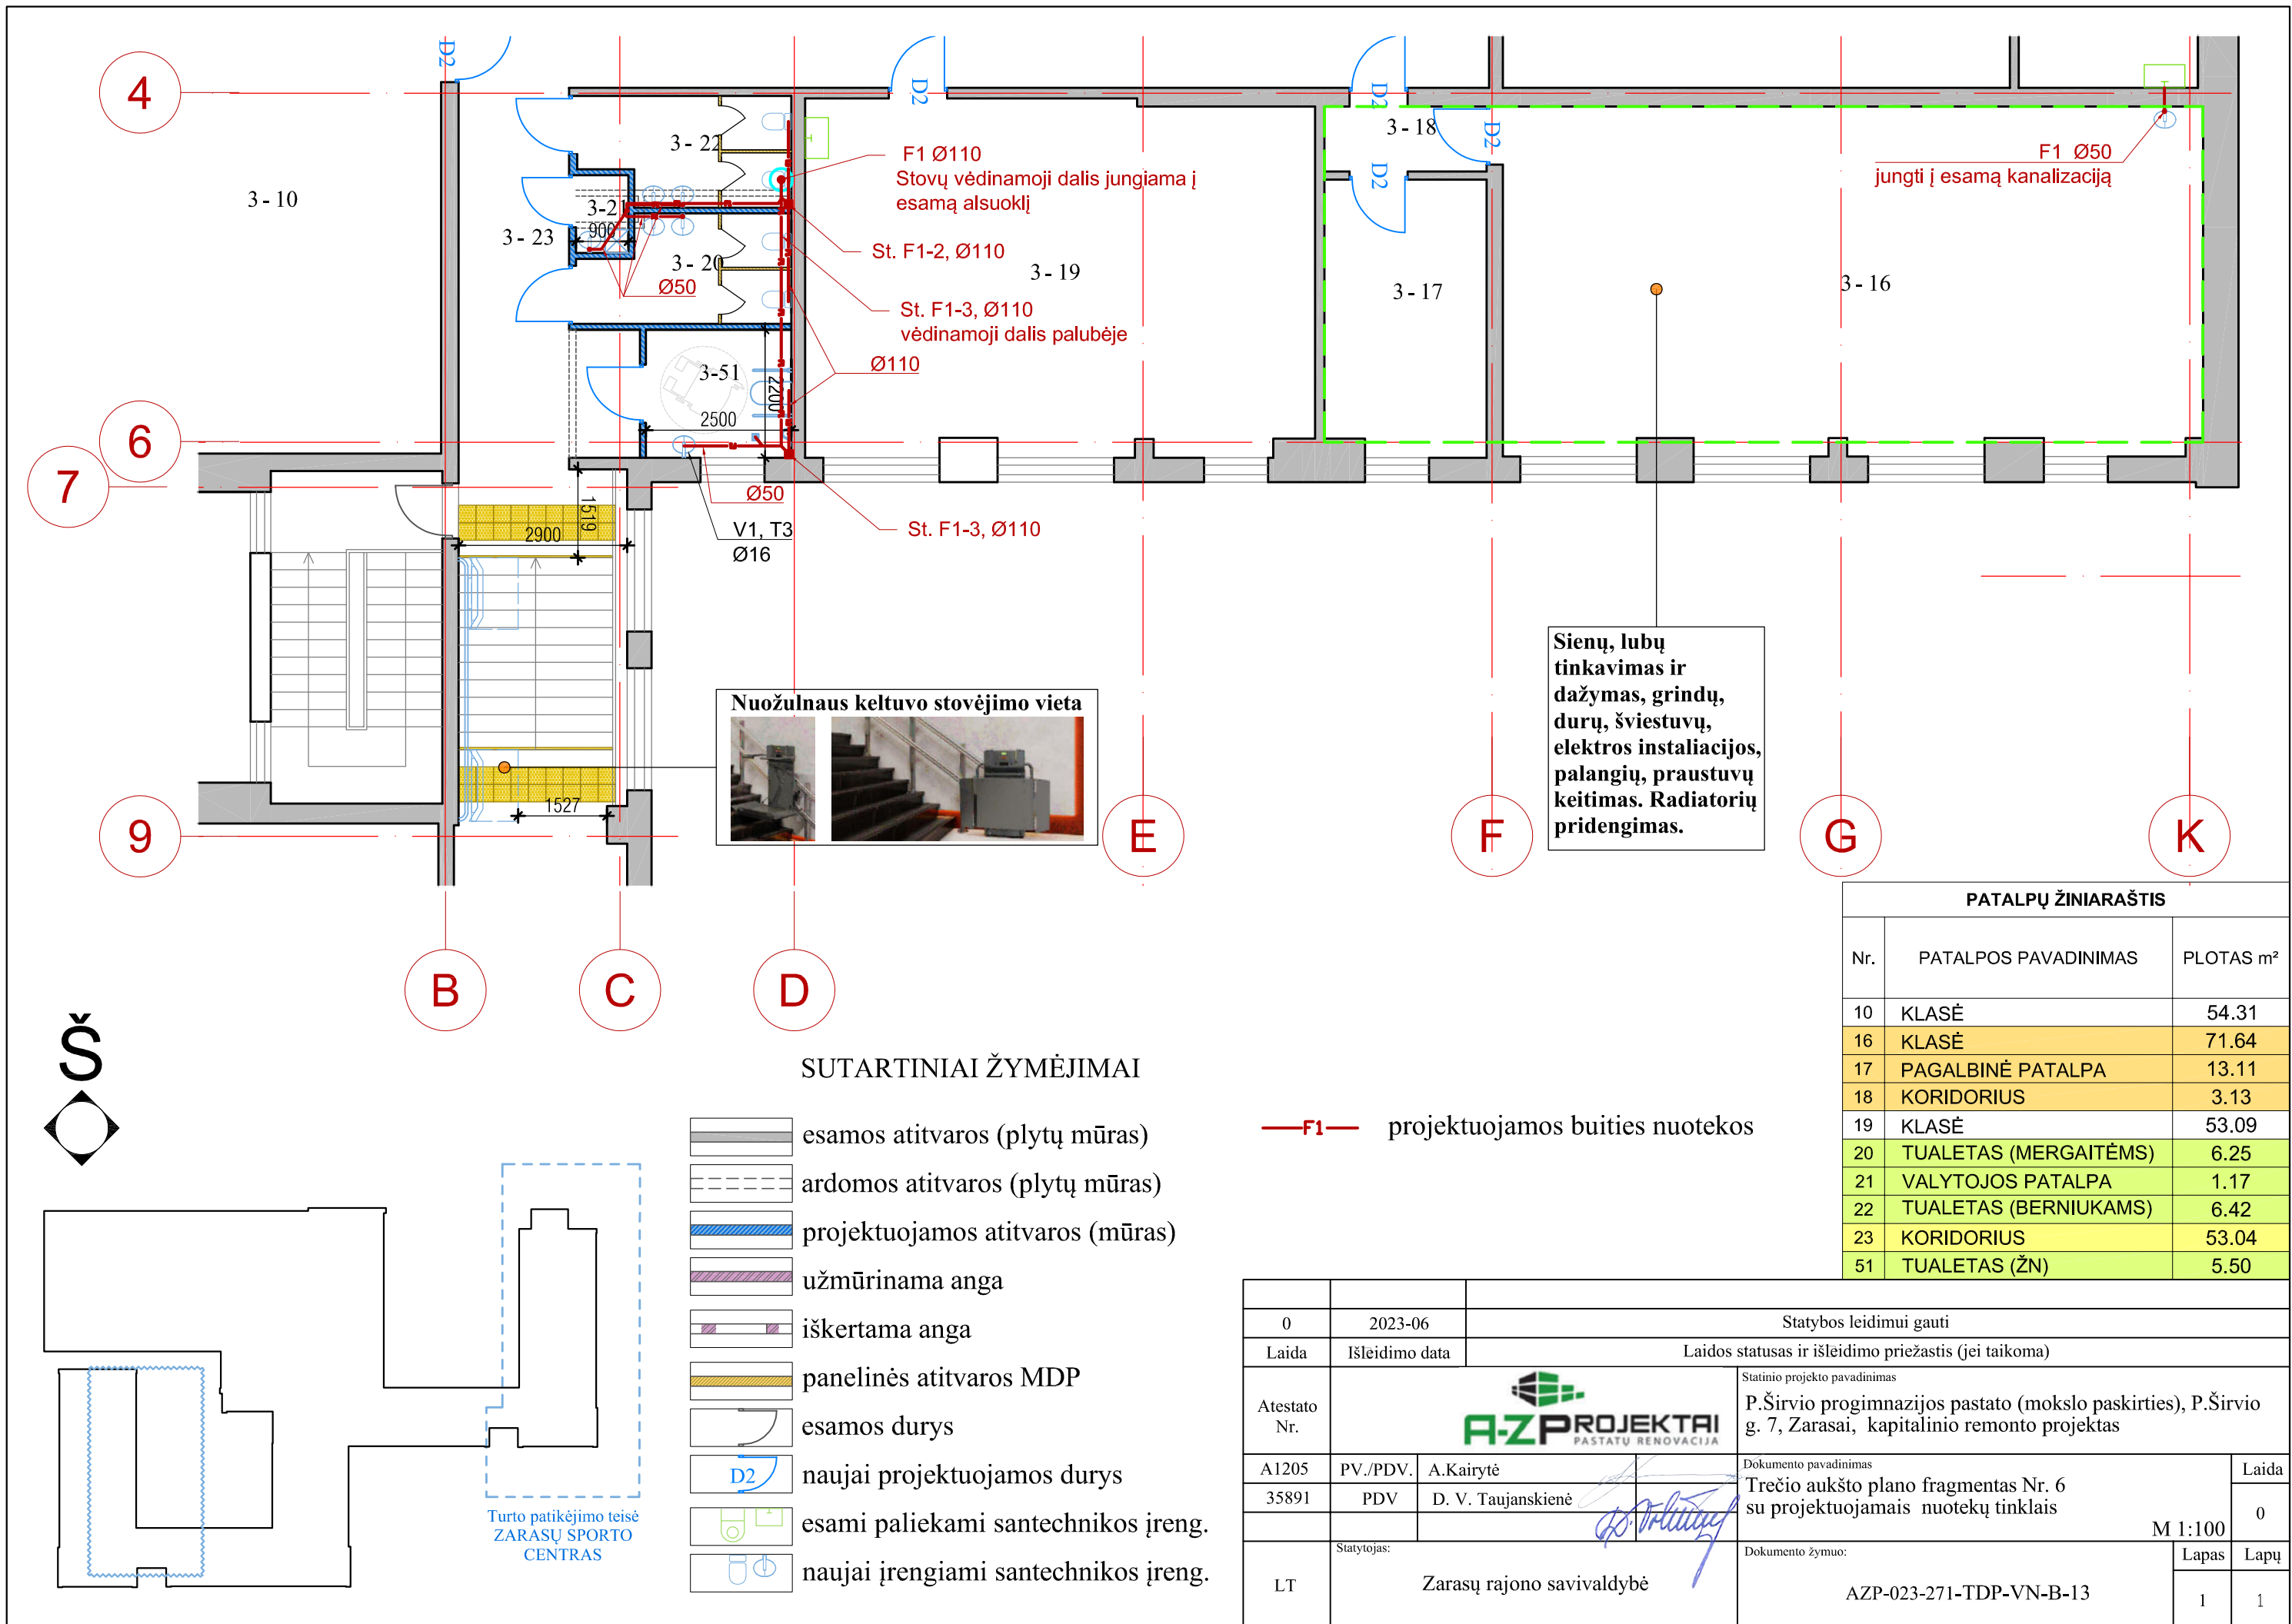 4
6
7
9
B
C
D
E
F
G
K
D2
D2
D2
D2
D2
3 - 10
3 - 22
3-21
900
3 - 23
3 - 20
Ø50
3-51
2200
2500
F1 Ø110
Stovų vėdinamoji dalis jungiama į
esamą alsuoklį
St. F1-2, Ø110
3 - 19
St. F1-3, Ø110
vėdinamoji dalis palubėje
Ø110
3 - 18
3 - 17
3 - 16
F1 Ø50
jungti į esamą kanalizaciją
Ø50
V1, T3
Ø16
St. F1-3, Ø110
1519
2900
1527
Nuožulnaus keltuvo stovėjimo vieta
Sienų, lubų
tinkavimas ir
dažymas, grindų,
durų, šviestuvų,
elektros instaliacijos,
palangių, praustuvų
keitimas. Radiatorių
pridengimas.
PATALPŲ ŽINIARAŠTIS
Nr. PATALPOS PAVADINIMAS PLOTAS m²
10 KLASĖ 54.31
16 KLASĖ 71.64
17 PAGALBINĖ PATALPA 13.11
18 KORIDORIUS 3.13
19 KLASĖ 53.09
20 TUALETAS (MERGAITĖMS) 6.25
21 VALYTOJOS PATALPA 1.17
22 TUALETAS (BERNIUKAMS) 6.42
23 KORIDORIUS 53.04
51 TUALETAS (ŽN) 5.50
Š
SUTARTINIAI ŽYMĖJIMAI
esamos atitvaros (plytų mūras)
ardomos atitvaros (plytų mūras)
projektuojamos atitvaros (mūras)
užmūrinama anga
iškertama anga
panelinės atitvaros MDP
esamos durys
D2 naujai projektuojamos durys
esami paliekami santechnikos įreng.
naujai įrengiami santechnikos įreng.
F1 projektuojamos buities nuotekos
Turto patikėjimo teisė
ZARASŲ SPORTO
CENTRAS
0 2023-06 Statybos leidimui gauti
Laida Išleidimo data Laidos statusas ir išleidimo priežastis (jei taikoma)
Atestato
Nr.
A-Z PROJEKTAI
PASTATŲ RENOVACIJA
Statinio projekto pavadinimas
P.Širvio progimnazijos pastato (mokslo paskirties), P.Širvio
g. 7, Zarasai, kapitalinio remonto projektas
A1205 PV./PDV. A.Kairytė
35891 PDV D. V. Taujanskienė
Dokumento pavadinimas
Trečio aukšto plano fragmentas Nr. 6
su projektuojamais nuotekų tinklais
M 1:100
Laida
0
LT
Statytojas:
Zarasų rajono savivaldybė
Dokumento žymuo:
AZP-023-271-TDP-VN-B-13
Lapas Lapų
1 1